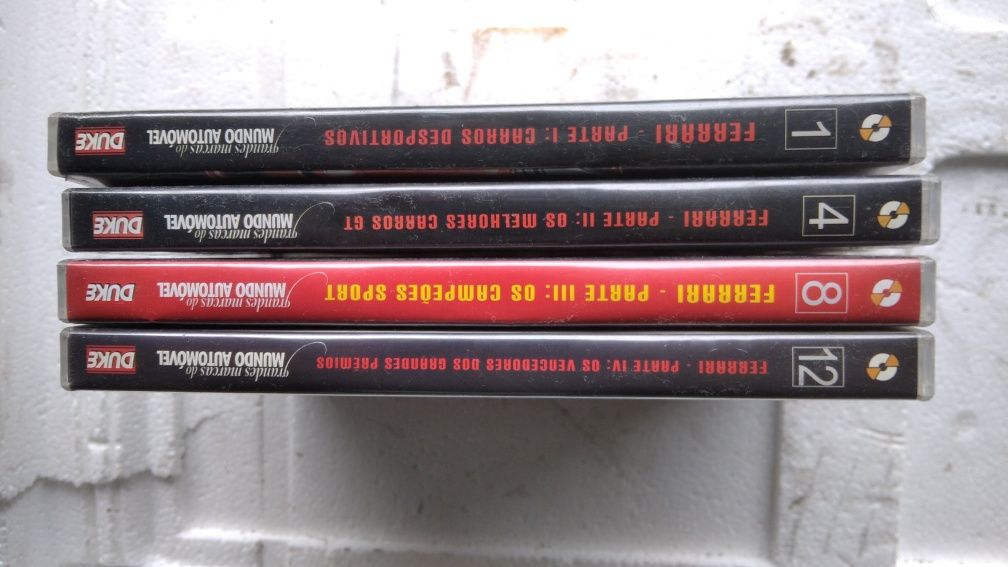 1
FERRARI - PARTE I: CARROS DESPORTIVOS
grandes marcas do
MUNDO AUTOMÓVEL
DUKE
4
FERRARI - PARTE II: OS MELHORES CARROS GT
grandes marcas do
MUNDO AUTOMÓVEL
DUKE
8
FERRARI - PARTE III: OS CAMPEÕES SPORT
grandes marcas do
MUNDO AUTOMÓVEL
DUKE
12
FERRARI - PARTE IV: OS VENCEDORES DOS GRANDES PRÉMIOS
grandes marcas do
MUNDO AUTOMÓVEL
DUKE